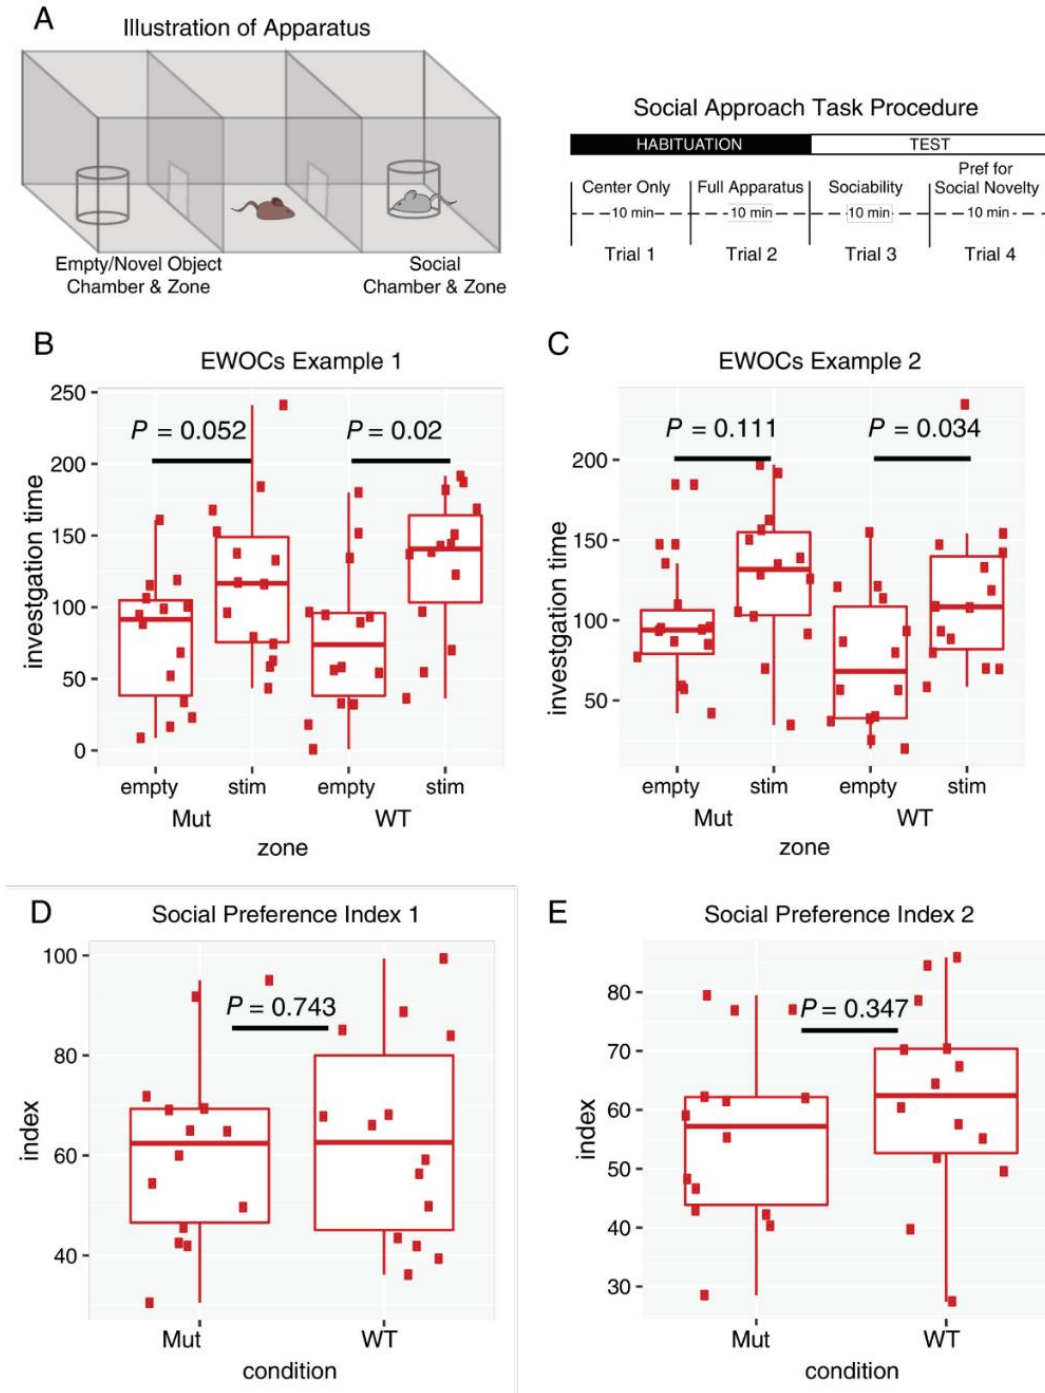 A
Illustration of Apparatus
Empty/Novel Object
Chamber & Zone
Social
Chamber & Zone
Social Approach Task Procedure
HABITUATION TEST
Center Only Full Apparatus Sociability Pref for
Social Novelty
10 min 10 min 10 min 10 min
Trial 1 Trial 2 Trial 3 Trial 4
B
EWOCs Example 1
investgation time
250
200
150
100
50
0
P = 0.052 P = 0.02
empty stim empty stim
Mut WT
zone
C
EWOCs Example 2
investigation time
200
150
100
50
P = 0.111 P = 0.034
empty stim empty stim
Mut WT
zone
D
Social Preference Index 1
index
100
80
60
40
P = 0.743
Mut WT
condition
E
Social Preference Index 2
index
80
70
60
50
40
30
P = 0.347
Mut WT
condition